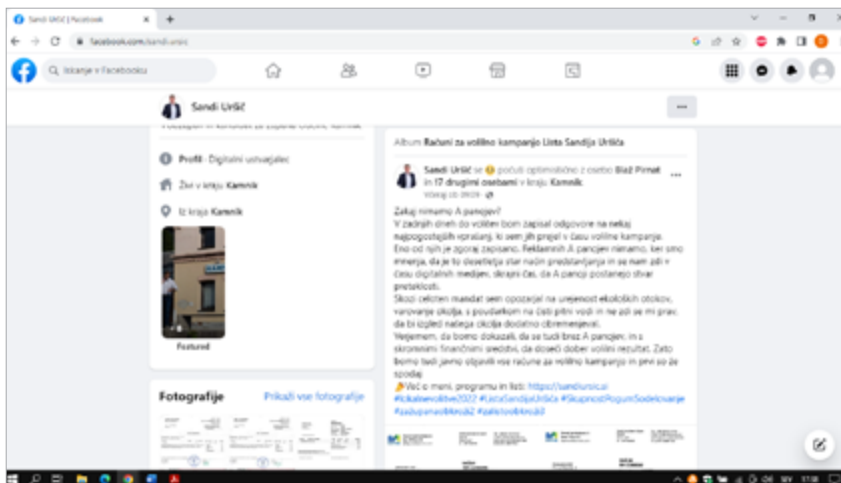 Sandi Uršič | Facebook
facebook.com/sandi.ursic
Iskanje v Facebooku
Sandi Uršič
Profil · Digitalni ustvarjalec
Živi v kraju Kamnik
Iz kraja Kamnik
Featured
Fotografije
Prikaži vse fotografije
Album Računi za volilno kampanjo Lista Sandija Uršiča
Sandi Uršič se počuti optimistično z osebo Blaž Pirnat
in 17 drugimi osebami v kraju Kamnik.
Včeraj ob 09:09
Zakaj nimamo A panojev?
V zadnjih dneh do volitev bom zapisal odgovore na nekaj
najpogostejših vprašanj, ki sem jih prejel v času volilne kampanje.
Eno od njih je zgoraj zapisano. Reklamnih A panojev nimamo, ker smo
mnenja, da je to desetletja star način predstavljanja in se nam zdi v
času digitalnih medijev, skrajni čas, da A panoji postanejo stvar
preteklosti.
Skozi celoten mandat sem opozarjal na urejenost ekoloških otokov,
varovanje okolja, s poudarkom na čisti pitni vodi in ne zdi se mi prav,
da bi izgled našega okolja dodatno obremenjeval.
Verjamem, da bomo dokazali, da se tudi brez A panojev, in s
skromnimi finančnimi sredstvi, da doseči dober volilni rezultat. Zato
bomo tudi javno objavili vse račune za volilno kampanjo in prvi so že
spodaj
Več o meni, programu in listi: https://sandiursic.si
#lokalnevolitve2022 #ListaSandijaUršiča #SkupnostPogumSodelovanje
#zažupanaobkroži2 #zalistoobkroži3
SLV 17:58